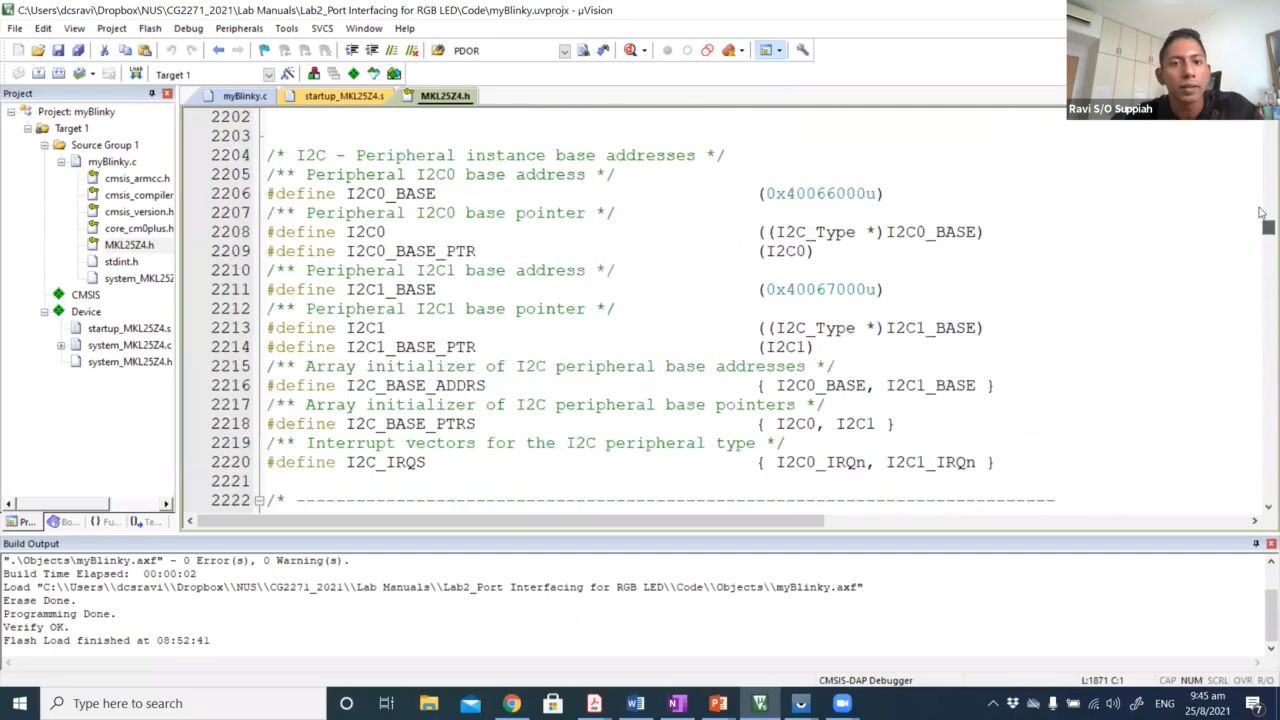 C:\Users\dcsravi\Dropbox\NUS\CG2271_2021\Lab Manuals\Lab2_Port Interfacing for RGB LED\Code\myBlinky.uvprojx - µVision
File Edit View Project Flash Debug Peripherals Tools SVCS Window Help
PDOR
Target 1
Project
myBlinky.c startup_MKL25Z4.s MKL25Z4.h
Ravi S/O Suppiah
Project: myBlinky
Target 1
Source Group 1
myBlinky.c
cmsis_armcc.h
cmsis_compiler
cmsis_version.h
core_cm0plus.h
MKL25Z4.h
stdint.h
system_MKL25Z
CMSIS
Device
startup_MKL25Z4.s
system_MKL25Z4.c
system_MKL25Z4.h
Pr... Bo... {} Fu... Te...
2202
2203
2204 /* I2C - Peripheral instance base addresses */
2205 /** Peripheral I2C0 base address */
2206 #define I2C0_BASE (0x40066000u)
2207 /** Peripheral I2C0 base pointer */
2208 #define I2C0 ((I2C_Type *)I2C0_BASE)
2209 #define I2C0_BASE_PTR (I2C0)
2210 /** Peripheral I2C1 base address */
2211 #define I2C1_BASE (0x40067000u)
2212 /** Peripheral I2C1 base pointer */
2213 #define I2C1 ((I2C_Type *)I2C1_BASE)
2214 #define I2C1_BASE_PTR (I2C1)
2215 /** Array initializer of I2C peripheral base addresses */
2216 #define I2C_BASE_ADDRS { I2C0_BASE, I2C1_BASE }
2217 /** Array initializer of I2C peripheral base pointers */
2218 #define I2C_BASE_PTRS { I2C0, I2C1 }
2219 /** Interrupt vectors for the I2C peripheral type */
2220 #define I2C_IRQS { I2C0_IRQn, I2C1_IRQn }
2221
2222 /* ----------------------------------------------------------------------------
Build Output
".\Objects\myBlinky.axf" - 0 Error(s), 0 Warning(s).
Build Time Elapsed: 00:00:02
Load "C:\\Users\\dcsravi\\Dropbox\\NUS\\CG2271_2021\\Lab Manuals\\Lab2_Port Interfacing for RGB LED\\Code\\Objects\\myBlinky.axf"
Erase Done.
Programming Done.
Verify OK.
Flash Load finished at 08:52:41
CMSIS-DAP Debugger L:1871 C:1 CAP NUM SCRL OVR R/O
Type here to search
ENG
9:45 am
25/8/2021
7